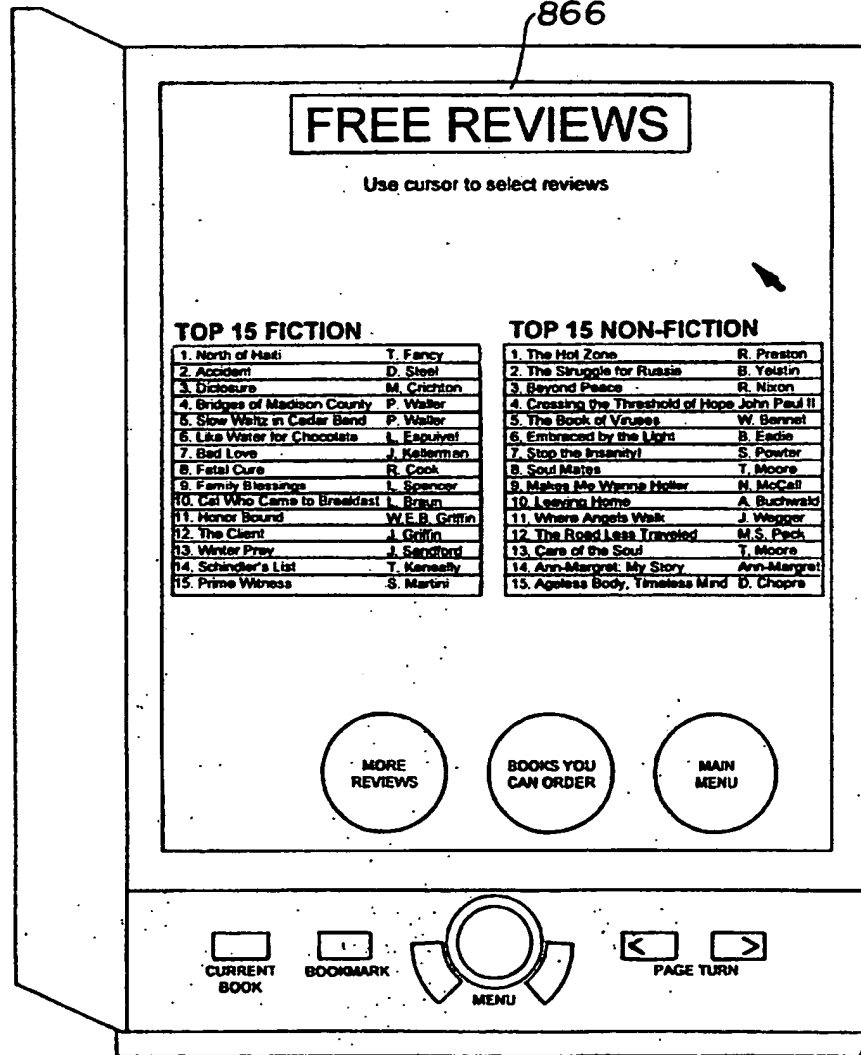 866
FREE REVIEWS
Use cursor to select reviews
TOP 15 FICTION
1. North of Haiti T. Fancy
2. Accident D. Steel
3. Diclosure M. Crichton
4. Bridges of Madison County P. Waller
5. Slow Waltz in Cedar Band P. Waller
6. Like Water for Chocolate L. Esquivel
7. Bad Love J. Kellerman
8. Fatal Cure R. Cook
9. Family Blessings L. Spencer
10. Cat Who Came to Breakfast L. Braun
11. Honor Bound W.E.B. Griffin
12. The Client J. Griffin
13. Winter Prey J. Sandford
14. Schindler's List T. Keneally
15. Prime Witness S. Martini
TOP 15 NON-FICTION
1. The Hot Zone R. Preston
2. The Struggle for Russia B. Yelstin
3. Beyond Peace R. Nixon
4. Crossing the Threshold of Hope John Paul II
5. The Book of Viruses W. Bennet
6. Embraced by the Light B. Eadie
7. Stop the Insanity! S. Powter
8. Soul Mates T. Moore
9. Makes Me Wanna Holler N. McCall
10. Leaving Home A. Buchwald
11. Where Angels Walk J. Wegger
12. The Road Less Traveled M.S. Peck
13. Care of the Soul T. Moore
14. Ann-Margret: My Story Ann-Margret
15. Ageless Body, Timeless Mind D. Chopra
MORE
REVIEWS
BOOKS YOU
CAN ORDER
MAIN
MENU
CURRENT
BOOK
BOOKMARK
MENU
< >
PAGE TURN